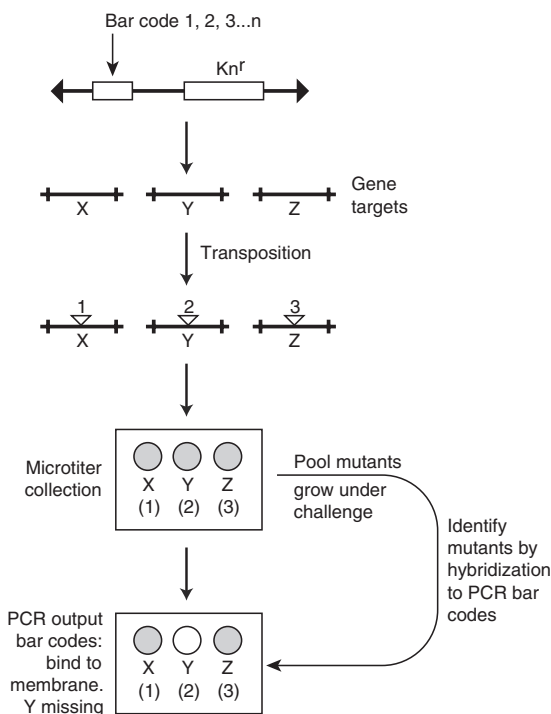 Bar code 1, 2, 3...n
Knʳ
Gene
targets
X Y Z
Transposition
1 2 3
X Y Z
Microtiter
collection
X Y Z
(1) (2) (3)
Pool mutants
grow under
challenge
Identify
mutants by
hybridization
to PCR bar
codes
PCR output
bar codes:
bind to
membrane.
Y missing
X Y Z
(1) (2) (3)